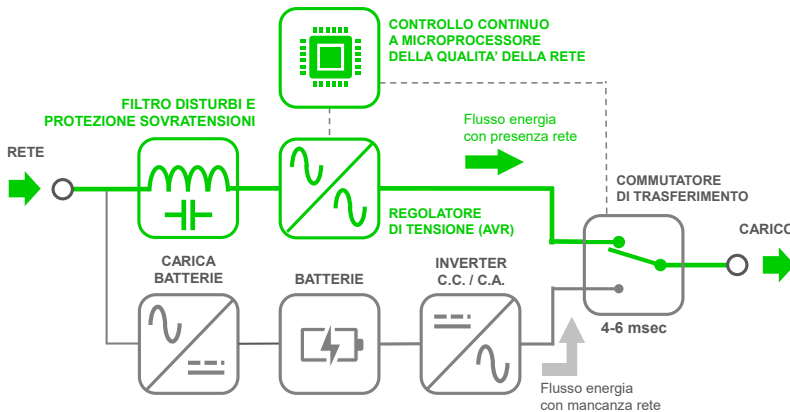 CONTROLLO CONTINUO
A MICROPROCESSORE
DELLA QUALITA’ DELLA RETE
FILTRO DISTURBI E
PROTEZIONE SOVRATENSIONI
Flusso energia
con presenza rete
RETE
COMMUTATORE
DI TRASFERIMENTO
REGOLATORE
DI TENSIONE (AVR)
CARICO
CARICA
BATTERIE
BATTERIE
INVERTER
C.C. / C.A.
4-6 msec
Flusso energia
con mancanza rete